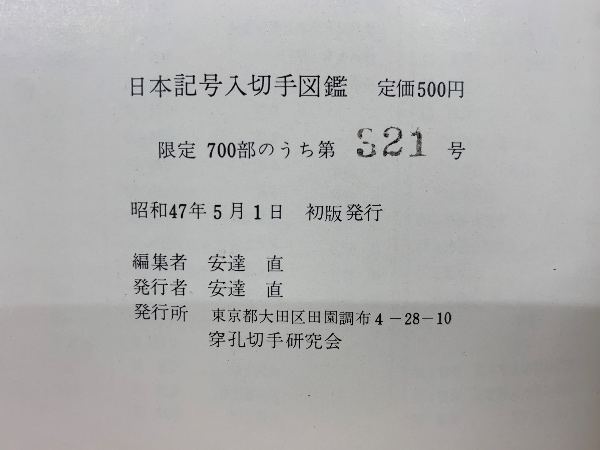 日本記号入切手図鑑 定価500円
限定 700部のうち第 321 号
昭和47年5月1日 初版発行
編集者 安達 直
発行者 安達 直
発行所 東京都大田区田園調布4-28-10
穿孔切手研究会